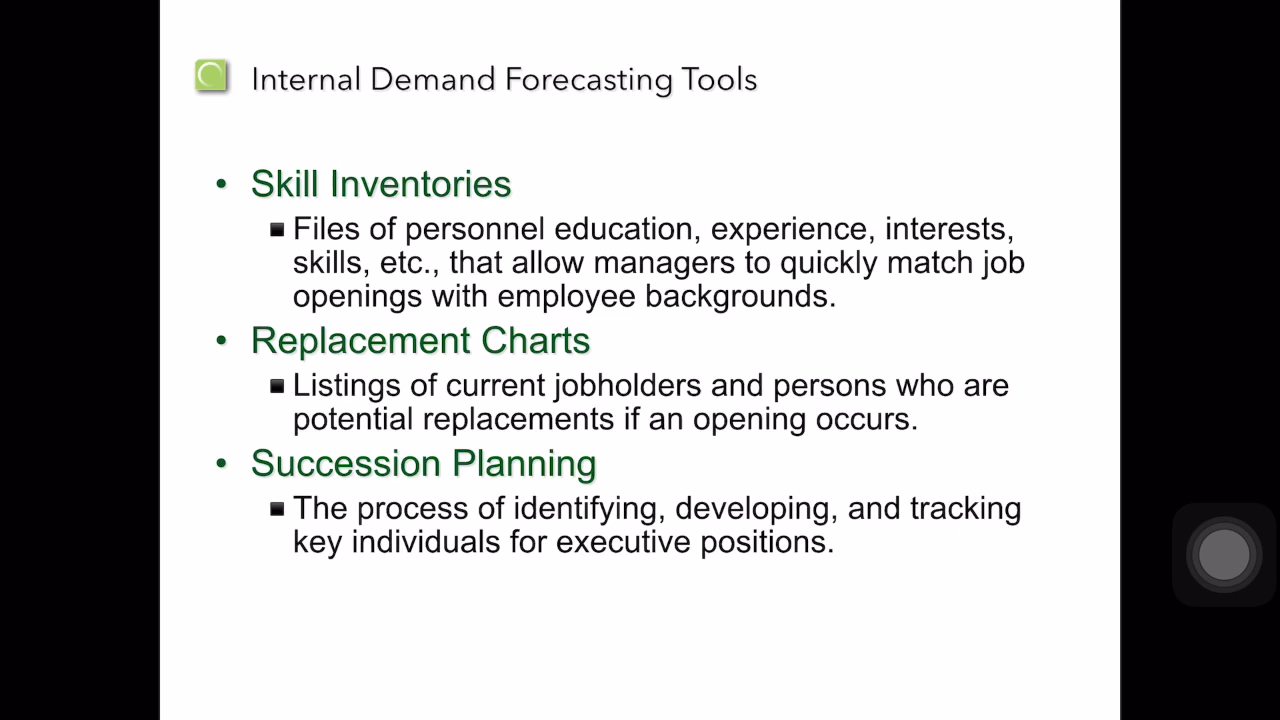 Internal Demand Forecasting Tools
• Skill Inventories
▪ Files of personnel education, experience, interests,
skills, etc., that allow managers to quickly match job
openings with employee backgrounds.
• Replacement Charts
▪ Listings of current jobholders and persons who are
potential replacements if an opening occurs.
• Succession Planning
▪ The process of identifying, developing, and tracking
key individuals for executive positions.